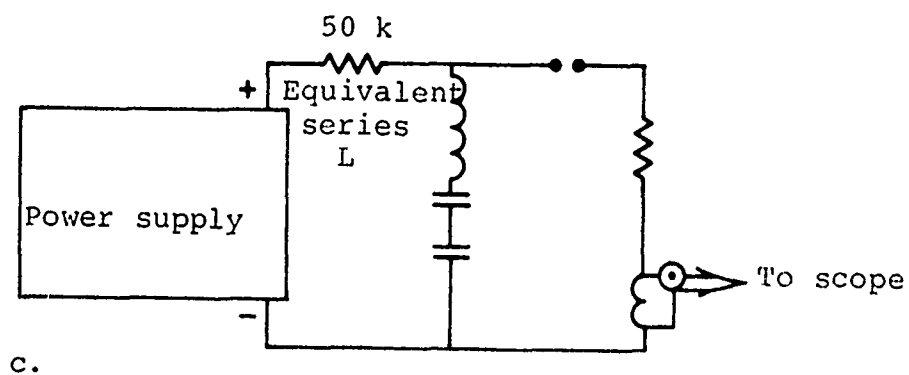 50 k
+
Equivalent
series
L
Power supply
To scope
-
c.